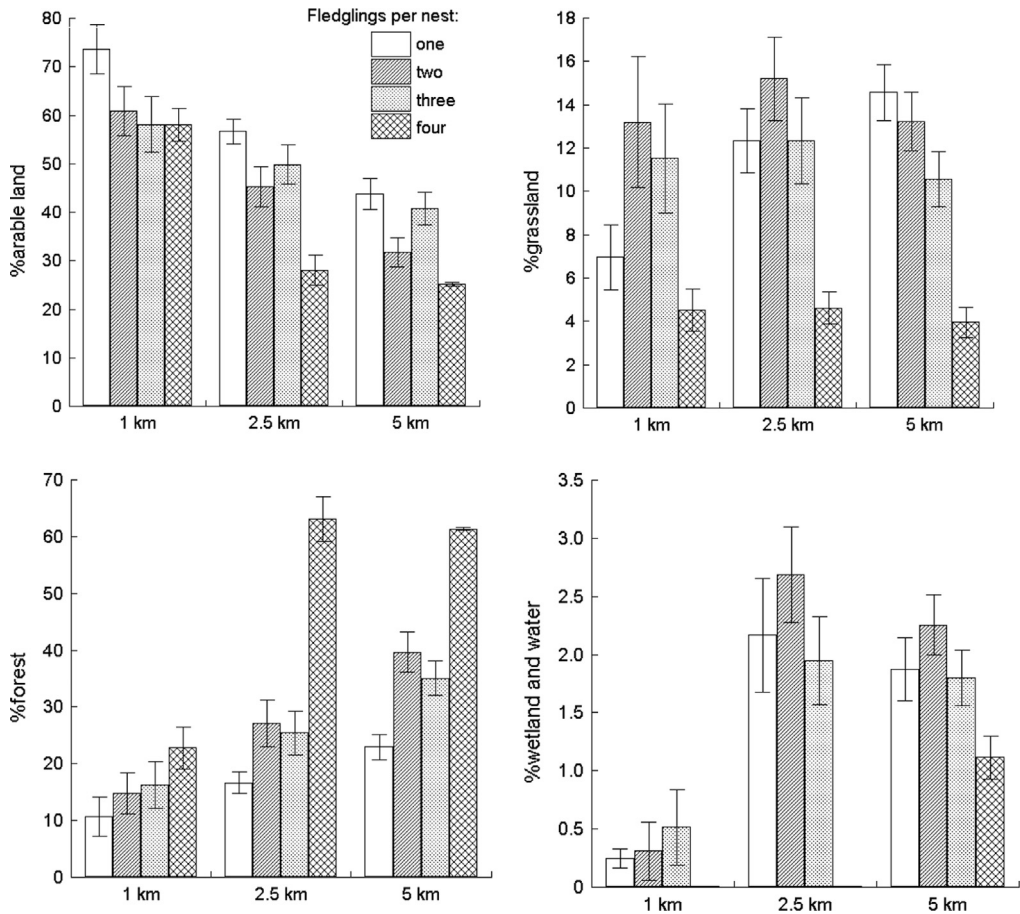 Fledglings per nest:
one
two
three
four
%arable land
80
70
60
50
40
30
20
10
0
1 km 2.5 km 5 km
%grassland
18
16
14
12
10
8
6
4
2
0
1 km 2.5 km 5 km
%forest
70
60
50
40
30
20
10
0
1 km 2.5 km 5 km
%wetland and water
3.5
3.0
2.5
2.0
1.5
1.0
0.5
0
1 km 2.5 km 5 km